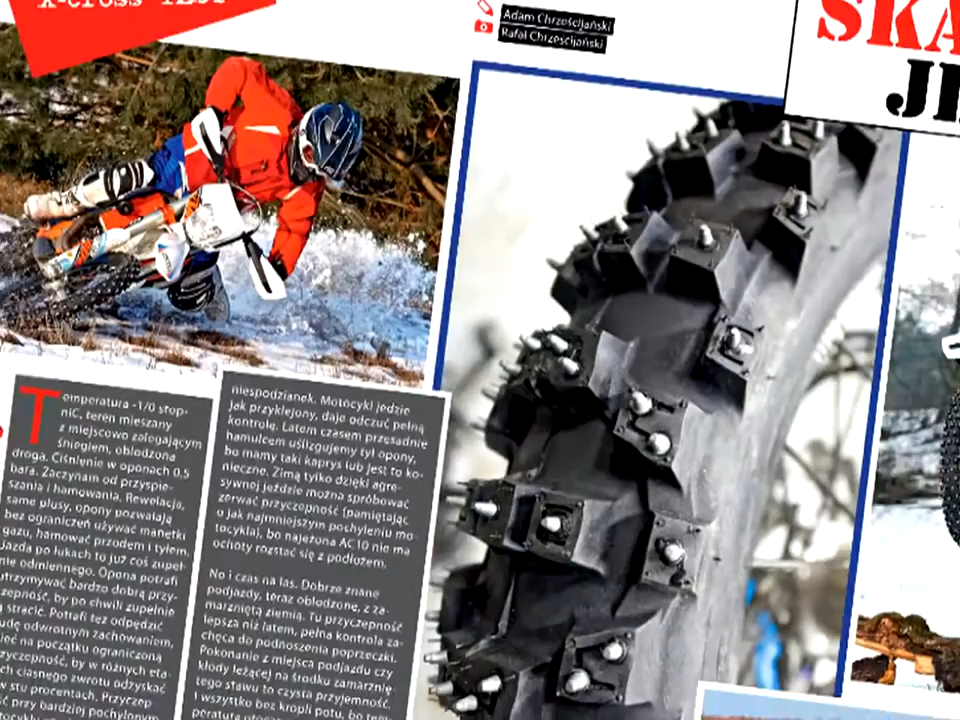 X-Cross TEST
Adam Chrześcijański
Rafał Chrześcijański
SKA
JE
Temperatura -1/0 stop-
niC, teren mieszany
z miejscowo zalegającym
śniegiem, oblodzona
droga. Ciśnienie w oponach 0,5
bara. Zaczynam od przyspie-
szania i hamowania. Rewelacja,
same plusy, opony pozwalają
bez ograniczeń używać manetki
gazu, hamować przodem i tyłem.
Jazda po łukach to już coś zupeł-
nie odmiennego. Opona potrafi
utrzymywać bardzo dobrą przy-
czepność, by po chwili zupełnie
stracić. Potrafi też odpędzić
odwrotnym zachowaniem,
mieć na początku ograniczoną
przyczepność, by w różnych eta-
ciasnego zwrotu odzyskać
w stu procentach. Przyczep
przy bardziej pochylonym
niespodzianek. Motocykl jedzie
jak przyklejony, daje odczuć pełną
kontrolę. Latem czasem przesadnie
hamulcem uślizgujemy tył opony,
bo mamy taki kaprys lub jest to ko-
nieczne. Zimą tylko dzięki agre-
sywnej jeździe można spróbować
zerwać przyczepność (pamiętając
o jak najmniejszym pochyleniu mo-
tocykla), bo najeżona AC10 nie ma
ochoty rozstać się z podłożem.
No i czas na las. Dobrze znane
podjazdy, teraz oblodzone, z za-
marzniętą ziemią. Tu przyczepność
lepsza niż latem, pełna kontrola za-
chęca do podnoszenia poprzeczki.
Pokonanie z miejsca podjazdu czy
kłody leżącej na środku zamarznię-
tego stawu to czysta przyjemność.
I wszystko bez kropli potu, bo tem-